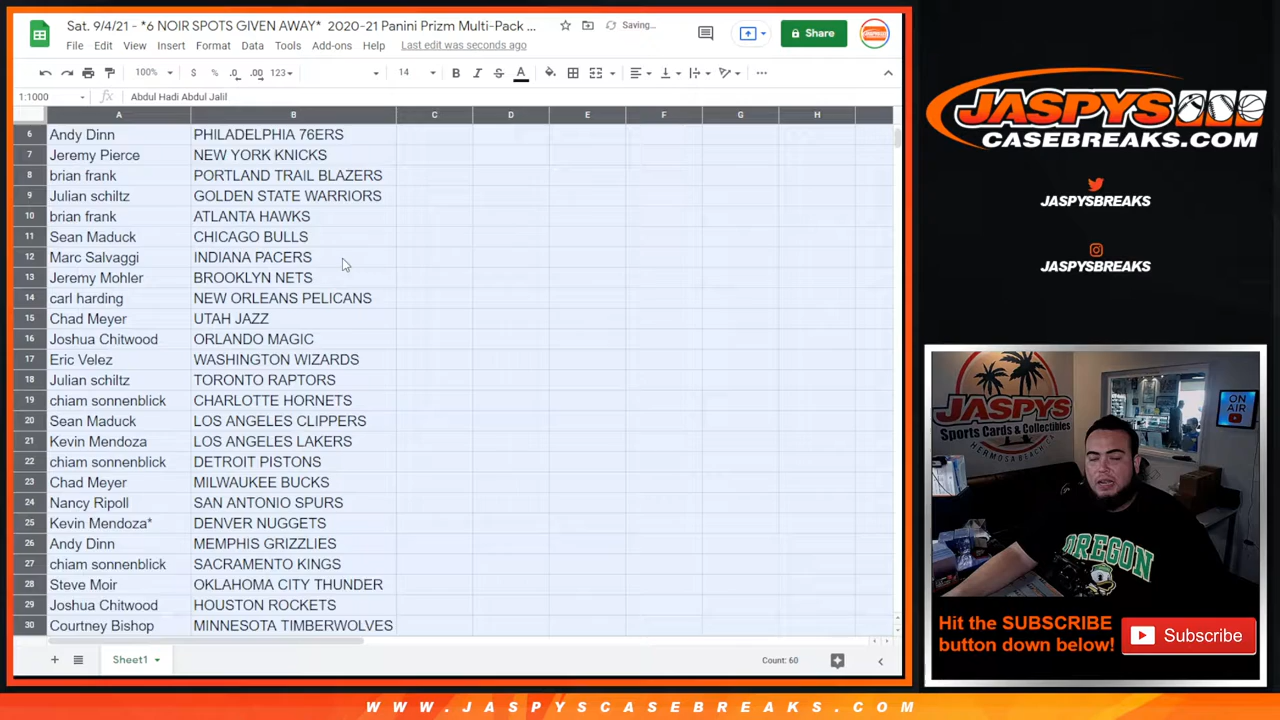 Sat. 9/4/21 - *6 NOIR SPOTS GIVEN AWAY* 2020-21 Panini Prizm Multi-Pack ...
Saving...
File Edit View Insert Format Data Tools Add-ons Help Last edit was seconds ago
Share
100% $ % .0 .00 123 14 B I S A
1:1000 fx Abdul Hadi Abdul Jalil
A B C D E F G H
6 Andy Dinn PHILADELPHIA 76ERS
7 Jeremy Pierce NEW YORK KNICKS
8 brian frank PORTLAND TRAIL BLAZERS
9 Julian schiltz GOLDEN STATE WARRIORS
10 brian frank ATLANTA HAWKS
11 Sean Maduck CHICAGO BULLS
12 Marc Salvaggi INDIANA PACERS
13 Jeremy Mohler BROOKLYN NETS
14 carl harding NEW ORLEANS PELICANS
15 Chad Meyer UTAH JAZZ
16 Joshua Chitwood ORLANDO MAGIC
17 Eric Velez WASHINGTON WIZARDS
18 Julian schiltz TORONTO RAPTORS
19 chiam sonnenblick CHARLOTTE HORNETS
20 Sean Maduck LOS ANGELES CLIPPERS
21 Kevin Mendoza LOS ANGELES LAKERS
22 chiam sonnenblick DETROIT PISTONS
23 Chad Meyer MILWAUKEE BUCKS
24 Nancy Ripoll SAN ANTONIO SPURS
25 Kevin Mendoza* DENVER NUGGETS
26 Andy Dinn MEMPHIS GRIZZLIES
27 chiam sonnenblick SACRAMENTO KINGS
28 Steve Moir OKLAHOMA CITY THUNDER
29 Joshua Chitwood HOUSTON ROCKETS
30 Courtney Bishop MINNESOTA TIMBERWOLVES
Sheet1
Count: 60
JASPYS
CASEBREAKS.COM
JASPYSBREAKS
JASPYSBREAKS
JASPYS
Sports Cards & Collectibles
HERMOSA BEACH, CA
ON
AIR
OREGON
Hit the SUBSCRIBE
button down below!
Subscribe
WWW.JASPYSCASEBREAKS.COM